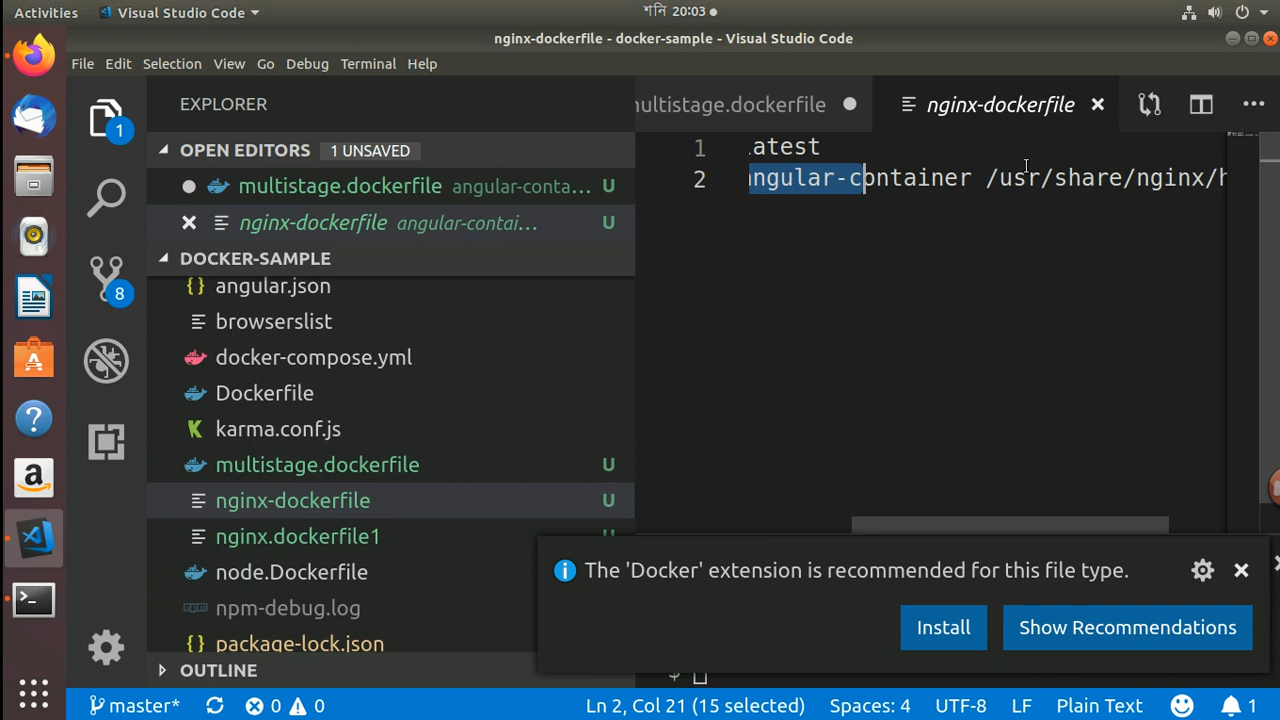 Activities
Visual Studio Code
শনি 20:03
nginx-dockerfile - docker-sample - Visual Studio Code
File Edit Selection View Go Debug Terminal Help
1
8
EXPLORER
OPEN EDITORS 1 UNSAVED
multistage.dockerfile angular-conta... U
nginx-dockerfile angular-contai... U
DOCKER-SAMPLE
angular.json
browserslist
docker-compose.yml
Dockerfile
karma.conf.js
multistage.dockerfile U
nginx-dockerfile U
nginx.dockerfile1 U
node.Dockerfile
npm-debug.log
package-lock.json
OUTLINE
multistage.dockerfile
nginx-dockerfile
1 latest
2 angular-container /usr/share/nginx/h
The 'Docker' extension is recommended for this file type.
Install
Show Recommendations
$
master* 0 0 Ln 2, Col 21 (15 selected) Spaces: 4 UTF-8 LF Plain Text 1